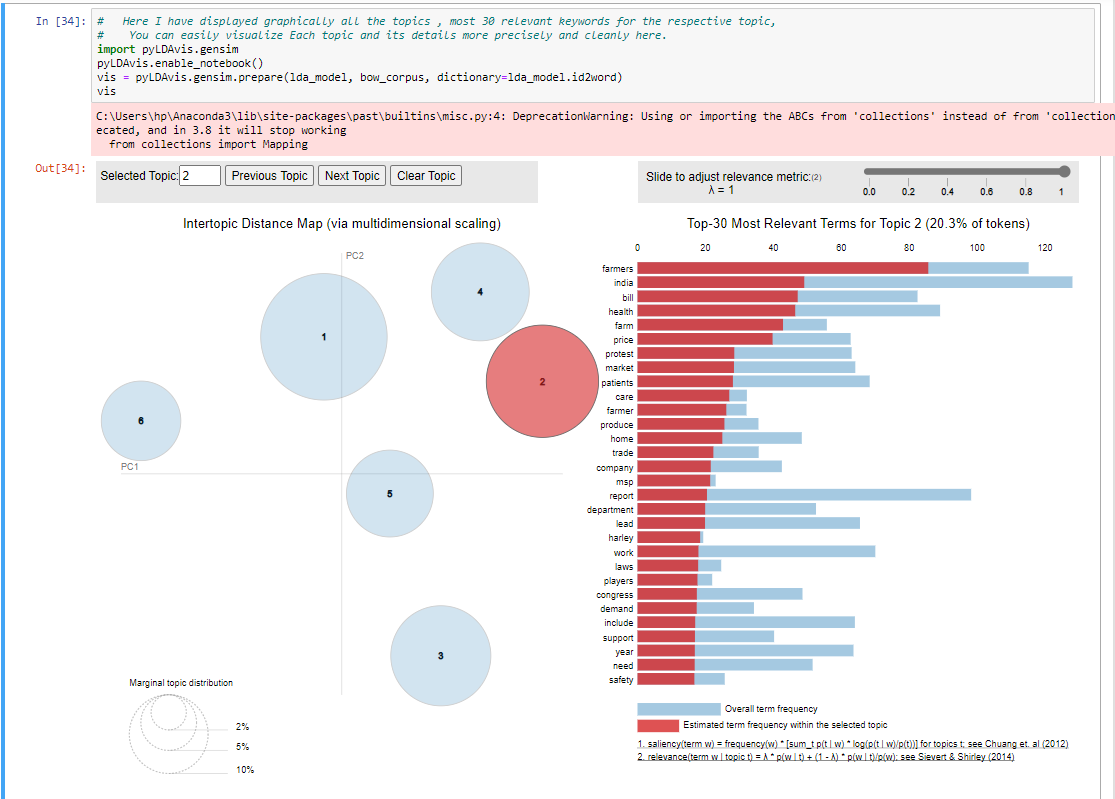 In [34]: #   Here I have displayed graphically all the topics , most 30 relevant keywords for the respective topic,
#    You can easily visualize Each topic and its details more precisely and cleanly here.
import pyLDAvis.gensim
pyLDAvis.enable_notebook()
vis = pyLDAvis.gensim.prepare(lda_model, bow_corpus, dictionary=lda_model.id2word)
vis
C:\Users\hp\Anaconda3\lib\site-packages\past\builtins\misc.py:4: DeprecationWarning: Using or importing the ABCs from 'collections' instead of from 'collection
ecated, and in 3.8 it will stop working
from collections import Mapping
Out[34]:
Selected Topic: 2 Previous Topic Next Topic Clear Topic
Slide to adjust relevance metric:(2)
λ = 1
0.0 0.2 0.4 0.6 0.8 1
Intertopic Distance Map (via multidimensional scaling)
PC2
4
1
2
6
PC1
5
3
Marginal topic distribution
2%
5%
10%
Top-30 Most Relevant Terms for Topic 2 (20.3% of tokens)
0 20 40 60 80 100 120
farmers
india
bill
health
farm
price
protest
market
patients
care
farmer
produce
home
trade
company
msp
report
department
lead
harley
work
laws
players
congress
demand
include
support
year
need
safety
Overall term frequency
Estimated term frequency within the selected topic
1. saliency(term w) = frequency(w) * [sum_t p(t | w) * log(p(t | w)/p(t))] for topics t; see Chuang et. al (2012)
2. relevance(term w | topic t) = λ * p(w | t) + (1 - λ) * p(w | t)/p(w); see Sievert & Shirley (2014)